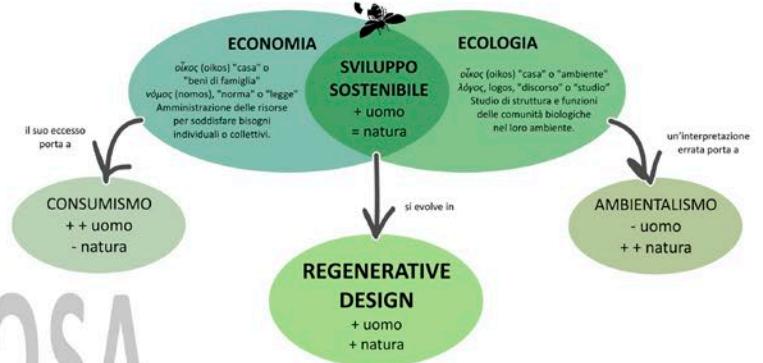 ECONOMIA
οἶκος (oikos) "casa" o
"beni di famiglia"
νόμος (nomos), "norma" o "legge"
Amministrazione delle risorse
per soddisfare bisogni
individuali o collettivi.
SVILUPPO
SOSTENIBILE
+ uomo
= natura
ECOLOGIA
οἶκος (oikos) "casa" o "ambiente"
λόγος, logos, "discorso" o "studio"
Studio di struttura e funzioni
delle comunità biologiche
nel loro ambiente.
il suo eccesso
porta a
un'interpretazione
errata porta a
CONSUMISMO
+ + uomo
- natura
si evolve in
AMBIENTALISMO
- uomo
+ + natura
REGENERATIVE
DESIGN
+ uomo
+ natura
OSA